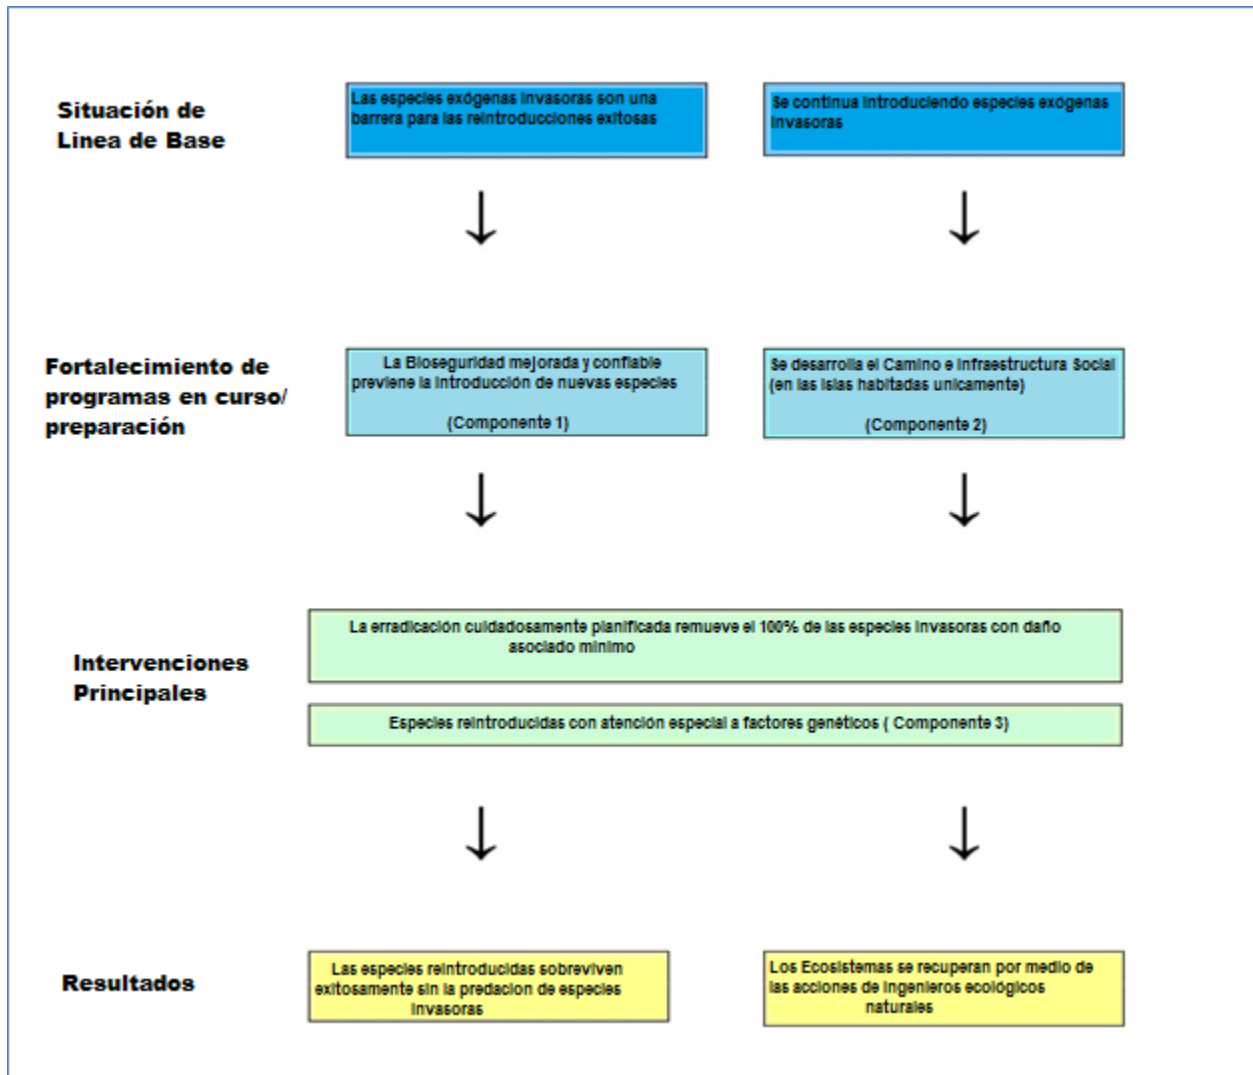 Situación de
Linea de Base
Las especies exógenas invasoras son una
barrera para las reintroducciones exitosas
Se continua introduciendo especies exógenas
invasoras
Fortalecimiento de
programas en curso/
preparación
La Bioseguridad mejorada y confiable
previene la introducción de nuevas especies
(Componente 1)
Se desarrolla el Camino e Infraestructura Social
(en las islas habitadas unicamente)
(Componente 2)
Intervenciones
Principales
La erradicación cuidadosamente planificada remueve el 100% de las especies invasoras con daño
asociado minimo
Especies reintroducidas con atención especial a factores genéticos ( Componente 3)
Resultados
Las especies reintroducidas sobreviven
exitosamente sin la predacion de especies
invasoras
Los Ecosistemas se recuperan por medio de
las acciones de ingenieros ecológicos
naturales